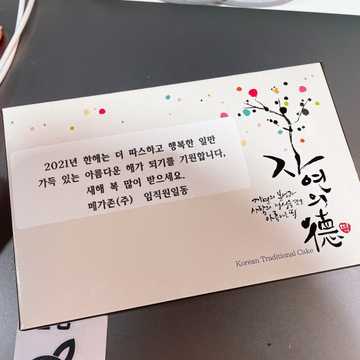 2021년 한해는 더 따스하고 행복한 일만
가득 있는 아름다운 해가 되기를 기원합니다.
새해 복 많이 받으세요.
메가존(주) 임직원일동
자연의 德
Korean Traditional Cake